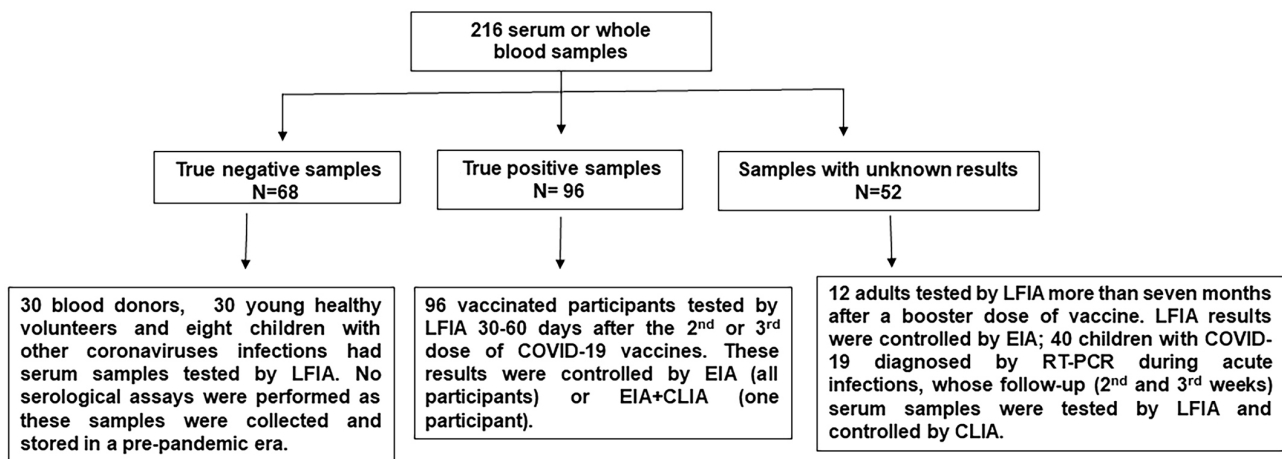 216 serum or whole
blood samples
True negative samples
N=68
True positive samples
N= 96
Samples with unknown results
N=52
30 blood donors, 30 young healthy
volunteers and eight children with
other coronaviruses infections had
serum samples tested by LFIA. No
serological assays were performed as
these samples were collected and
stored in a pre-pandemic era.
96 vaccinated participants tested by
LFIA 30-60 days after the 2nd or 3rd
dose of COVID-19 vaccines. These
results were controlled by EIA (all
participants) or EIA+CLIA (one
participant).
12 adults tested by LFIA more than seven months
after a booster dose of vaccine. LFIA results
were controlled by EIA; 40 children with COVID-
19 diagnosed by RT-PCR during acute
infections, whose follow-up (2nd and 3rd weeks)
serum samples were tested by LFIA and
controlled by CLIA.